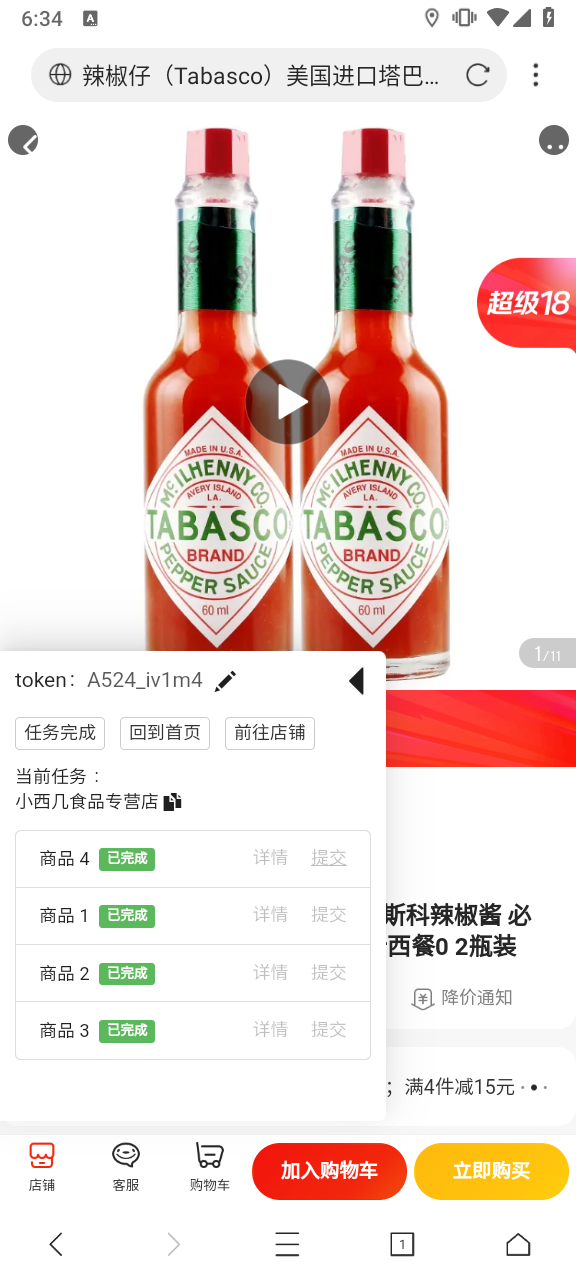 6:34
A
辣椒仔（Tabasco）美国进口塔巴...
超级18
MADE IN U.S.A.
McILHENNY CO.
AVERY ISLAND
LA.
TABASCO
BRAND
PEPPER SAUCE
60 ml
MADE IN U.S.A.
McILHENNY CO.
AVERY ISLAND
LA.
TABASCO
BRAND
PEPPER SAUCE
60 ml
1/11
token： A524_iv1m4
任务完成 回到首页 前往店铺
当前任务：
小西几食品专营店
商品 4 已完成 详情 提交
商品 1 已完成 详情 提交
商品 2 已完成 详情 提交
商品 3 已完成 详情 提交
斯科辣椒酱 必
西餐0 2瓶装
降价通知
；满4件减15元
店铺 客服 购物车 加入购物车 立即购买
1